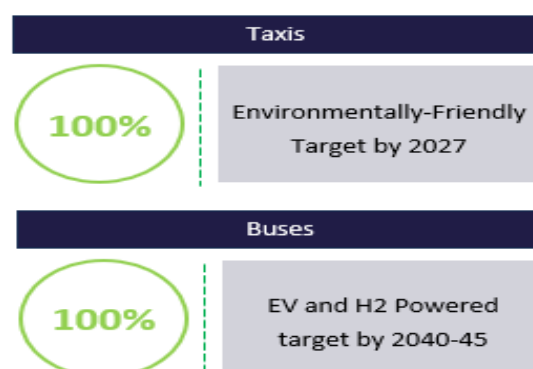 Taxis
100%
Environmentally-Friendly
Target by 2027
Buses
100%
EV and H2 Powered
target by 2040-45